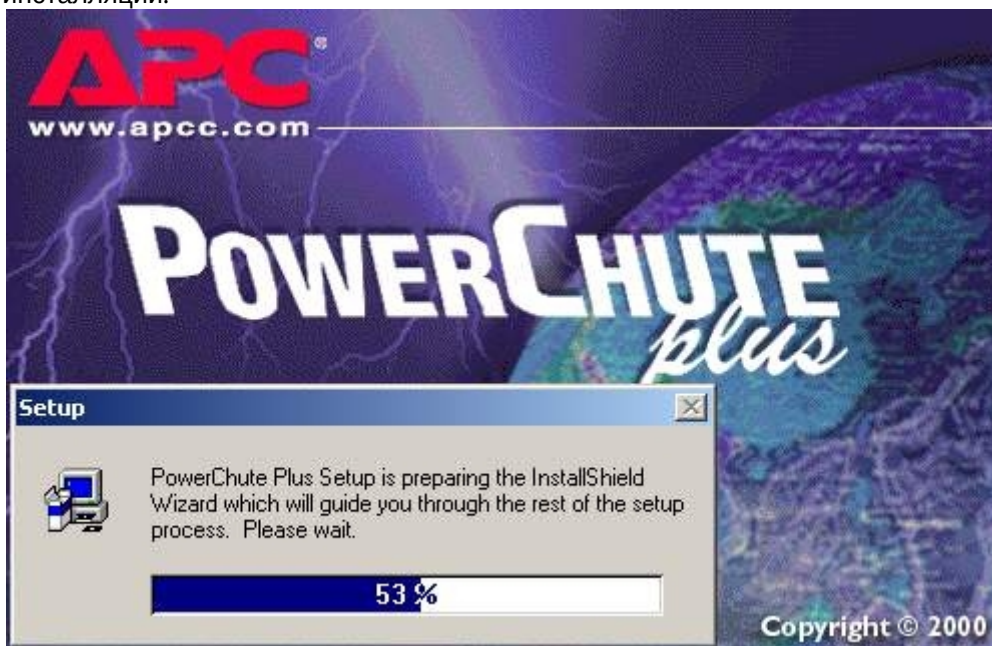 инсталляции.
APC®
www.apcc.com
POWERCHUTE
plus
Setup
PowerChute Plus Setup is preparing the InstallShield
Wizard which will guide you through the rest of the setup
process. Please wait.
53 %
Copyright © 2000